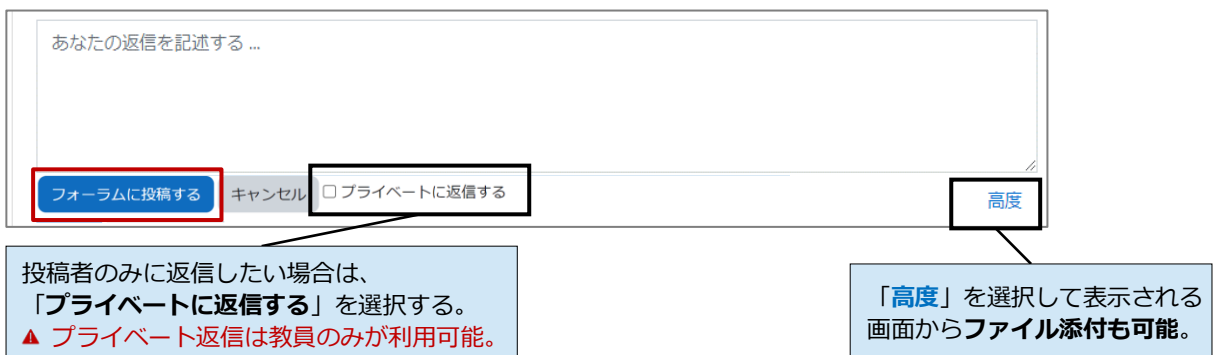 あなたの返信を記述する ...
フォーラムに投稿する キャンセル プライベートに返信する 高度
投稿者のみに返信したい場合は、
「プライベートに返信する」を選択する。
プライベート返信は教員のみが利用可能。
「高度」を選択して表示される
画面からファイル添付も可能。